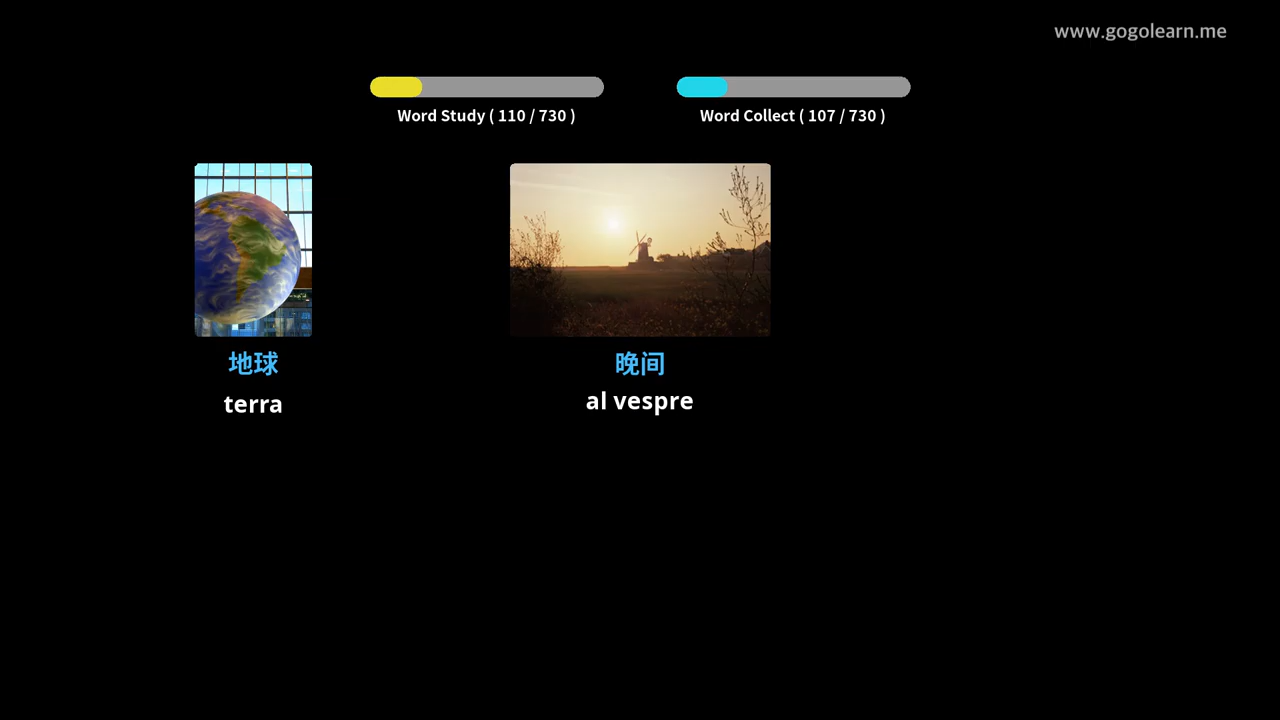 www.gogolearn.me
Word Study ( 110 / 730 )
Word Collect ( 107 / 730 )
地球
terra
晚间
al vespre